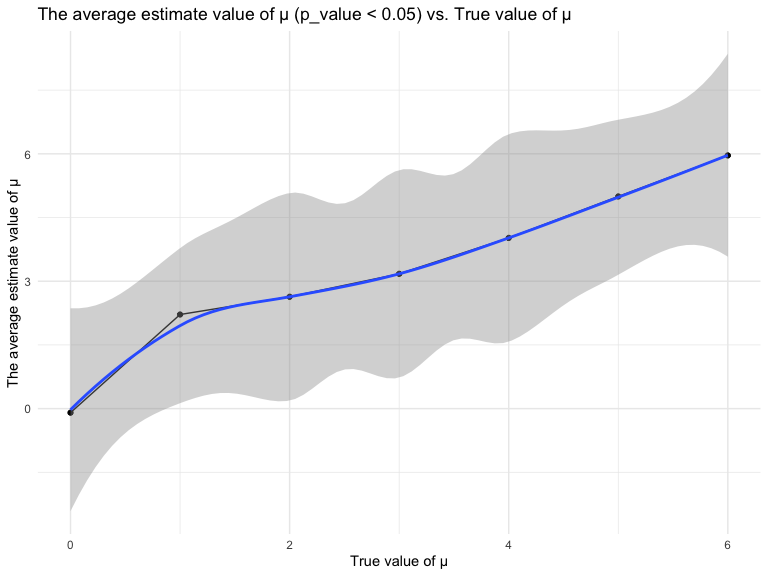 The average estimate value of µ (p_value < 0.05) vs. True value of µ
The average estimate value of µ
6
3
0
0
2
4
6
True value of µ